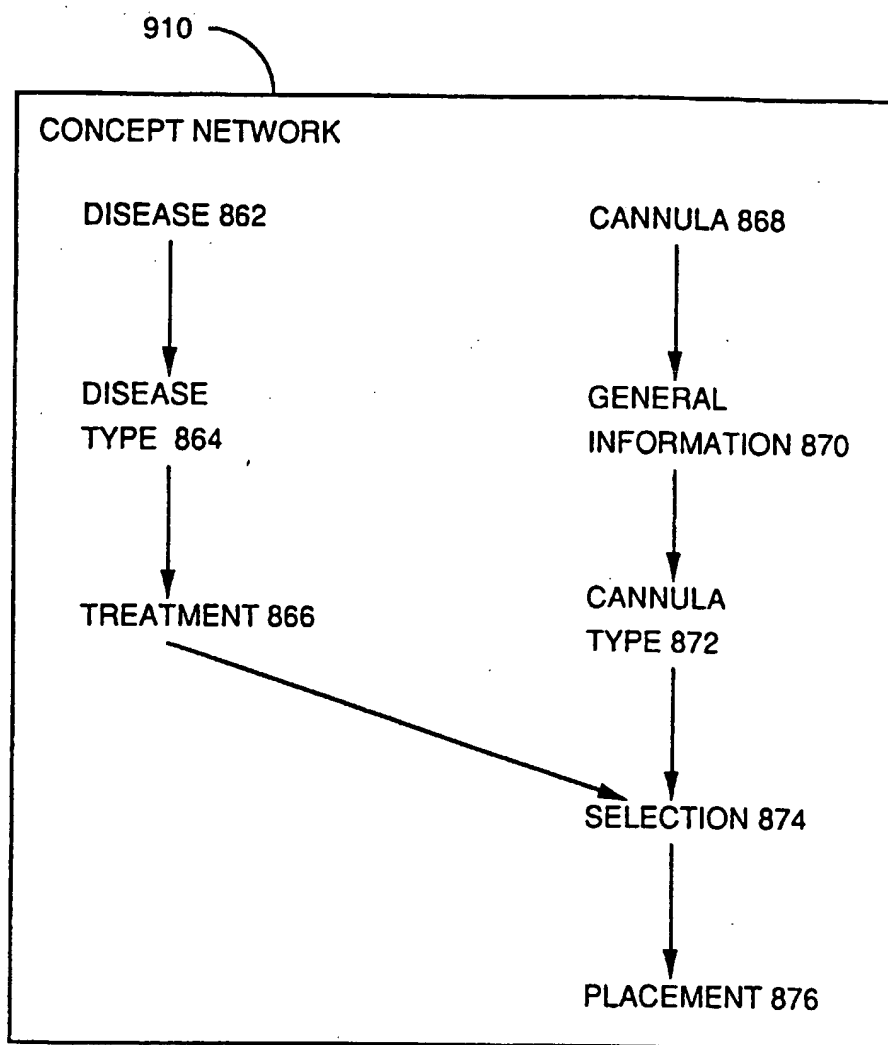 910
CONCEPT NETWORK
DISEASE 862
CANNULA 868
DISEASE
TYPE 864
GENERAL
INFORMATION 870
TREATMENT 866
CANNULA
TYPE 872
SELECTION 874
PLACEMENT 876